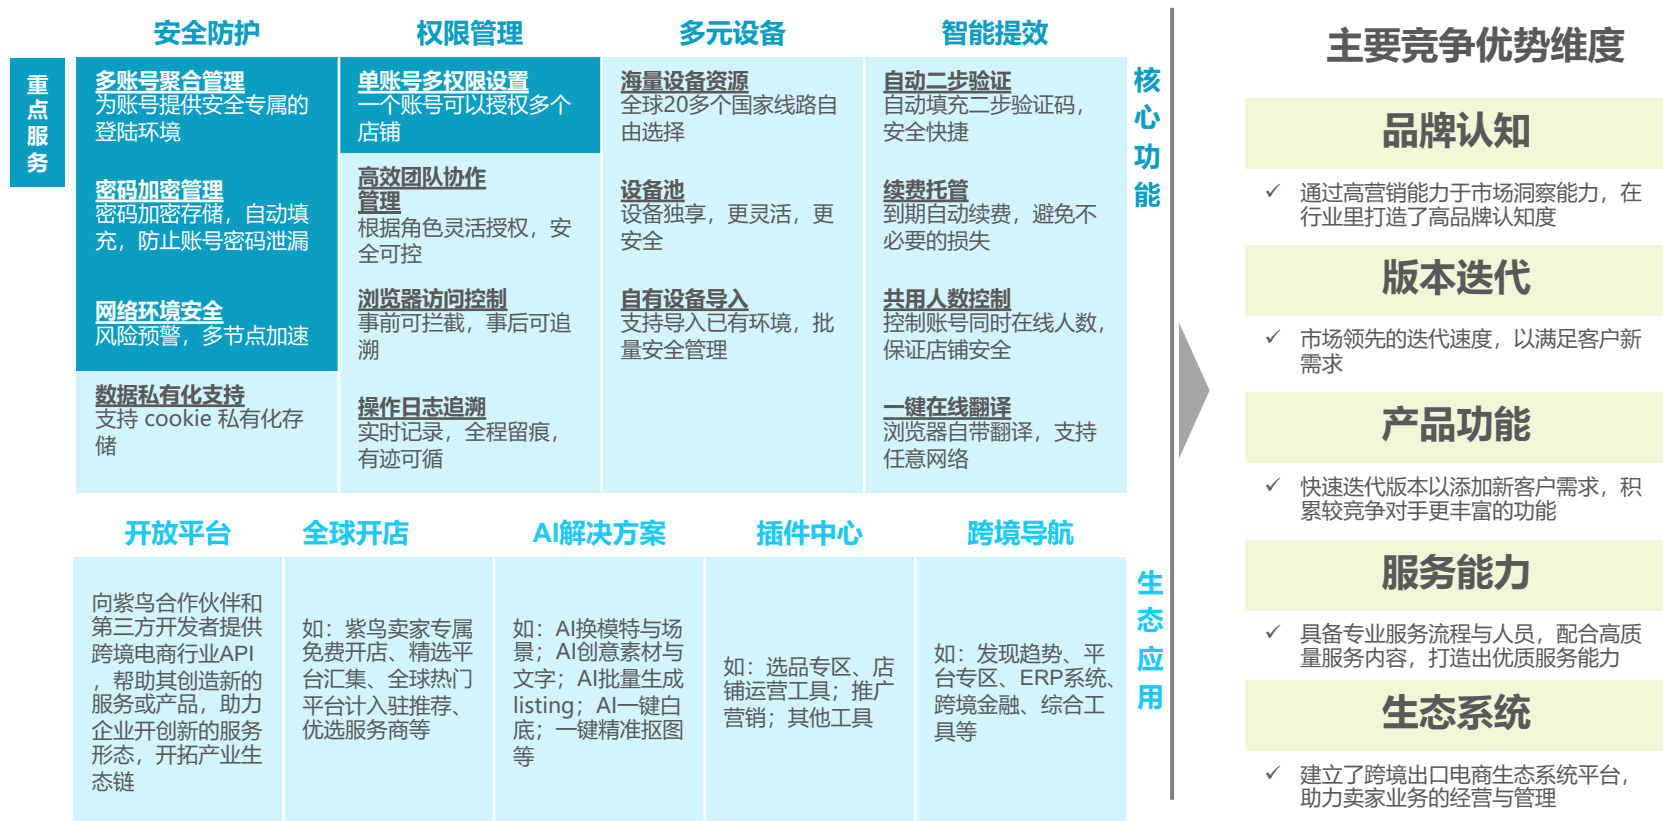 安全防护
权限管理
多元设备
智能提效
重点服务
多账号聚合管理
为账号提供安全专属的
登陆环境
密码加密管理
密码加密存储，自动填
充，防止账号密码泄漏
网络环境安全
风险预警，多节点加速
数据私有化支持
支持 cookie 私有化存
储
单账号多权限设置
一个账号可以授权多个
店铺
高效团队协作
管理
根据角色灵活授权，安
全可控
浏览器访问控制
事前可拦截，事后可追
溯
操作日志追溯
实时记录，全程留痕，
有迹可循
海量设备资源
全球20多个国家线路自
由选择
设备池
设备独享，更灵活，更
安全
自有设备导入
支持导入已有环境，批
量安全管理
自动二步验证
自动填充二步验证码，
安全快捷
续费托管
到期自动续费，避免不
必要的损失
共用人数控制
控制账号同时在线人数，
保证店铺安全
一键在线翻译
浏览器自带翻译，支持
任意网络
核心功能
开放平台
全球开店
AI解决方案
插件中心
跨境导航
向紫鸟合作伙伴和
第三方开发者提供
跨境电商行业API
，帮助其创造新的
服务或产品，助力
企业开创新的服务
形态，开拓产业生
态链
如：紫鸟卖家专属
免费开店、精选平
台汇集、全球热门
平台计入驻推荐、
优选服务商等
如：AI换模特与场
景；AI创意素材与
文字；AI批量生成
listing；AI一键白
底；一键精准抠图
等
如：选品专区、店
铺运营工具；推广
营销；其他工具
如：发现趋势、平
台专区、ERP系统、
跨境金融、综合工
具等
生态应用
主要竞争优势维度
品牌认知
✓ 通过高营销能力于市场洞察能力，在
行业里打造了高品牌认知度
版本迭代
✓ 市场领先的迭代速度，以满足客户新
需求
产品功能
✓ 快速迭代版本以添加新客户需求，积
累较竞争对手更丰富的功能
服务能力
✓ 具备专业服务流程与人员，配合高质
量服务内容，打造出优质服务能力
生态系统
✓ 建立了跨境出口电商生态系统平台，
助力卖家业务的经营与管理